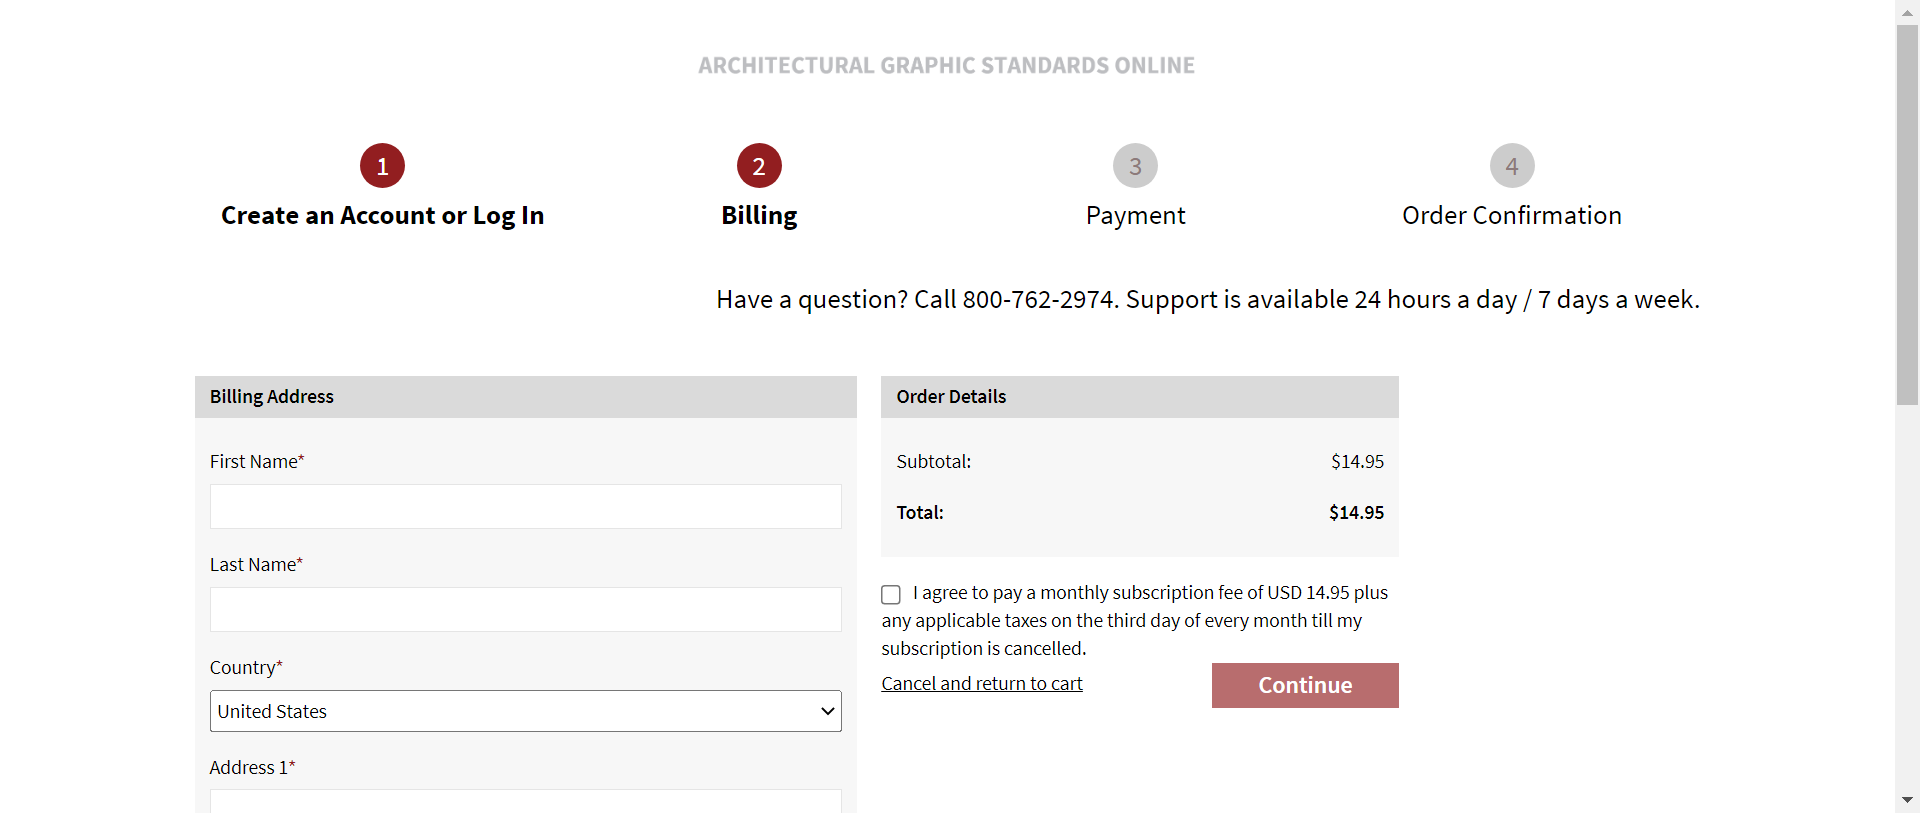 ARCHITECTURAL GRAPHIC STANDARDS ONLINE
1
Create an Account or Log In
2
Billing
3
Payment
4
Order Confirmation
Have a question? Call 800-762-2974. Support is available 24 hours a day / 7 days a week.
Billing Address
First Name*
Last Name*
Country*
United States
Address 1*
Order Details
Subtotal: $14.95
Total: $14.95
I agree to pay a monthly subscription fee of USD 14.95 plus
any applicable taxes on the third day of every month till my
subscription is cancelled.
Cancel and return to cart
Continue